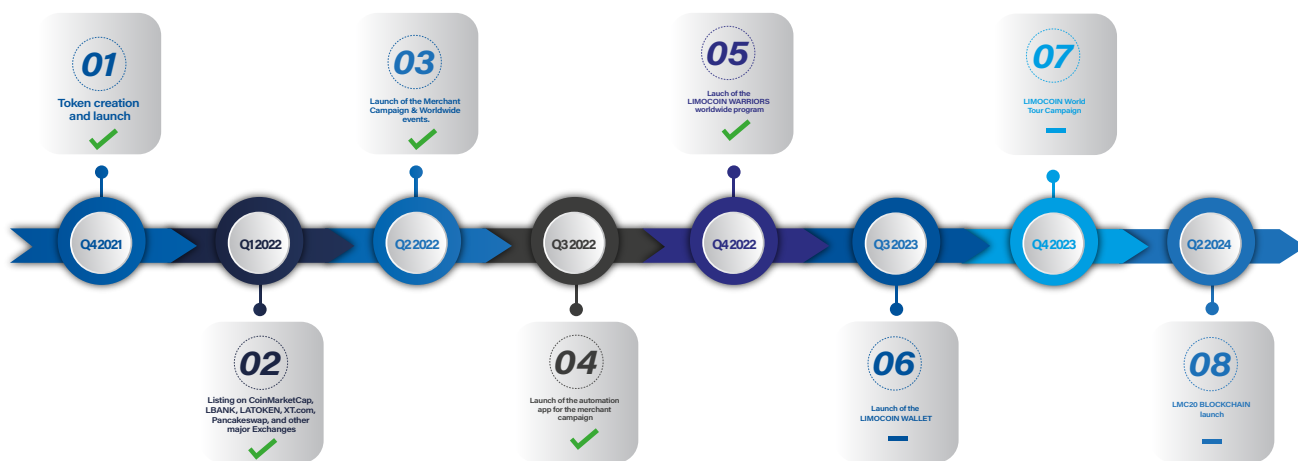 01
Token creation
and launch
03
Launch of the Merchant
Campaign & Worldwide
events.
05
Lauch of the
LIMOCOIN WARRIORS
worldwide program
07
LIMOCOIN World
Tour Campaign
Q4 2021
Q1 2022
Q2 2022
Q3 2022
Q4 2022
Q3 2023
Q4 2023
Q2 2024
02
Listing on CoinMarketCap,
LBANK, LATOKEN, XT.com,
Pancakeswap, and other
major Exchanges
04
Launch of the automation
app for the merchant
campaign
06
Launch of the
LIMOCOIN WALLET
08
LMC20 BLOCKCHAIN
launch